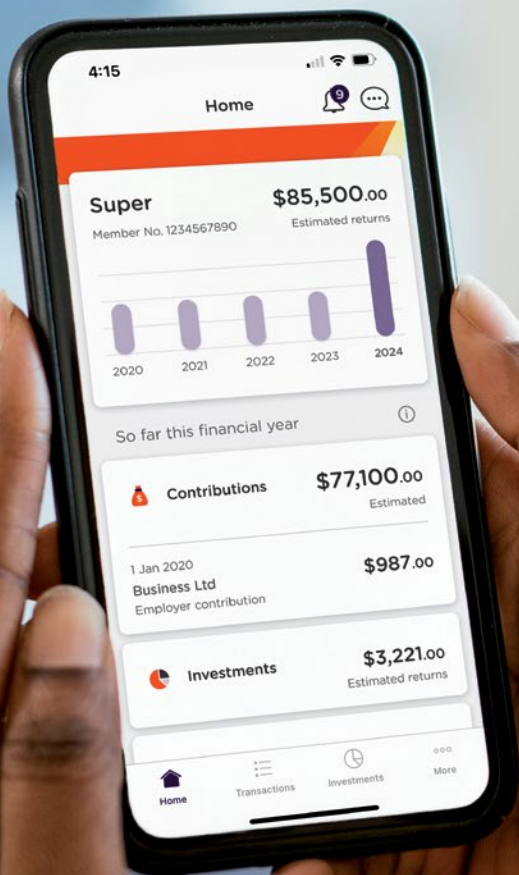 4:15
Home
9
Super
$85,500.00
Member No. 1234567890
Estimated returns
2020 2021 2022 2023 2024
So far this financial year
Contributions
$77,100.00
Estimated
1 Jan 2020
Business Ltd
$987.00
Employer contribution
Investments
$3,221.00
Estimated returns
Home Transactions Investments More